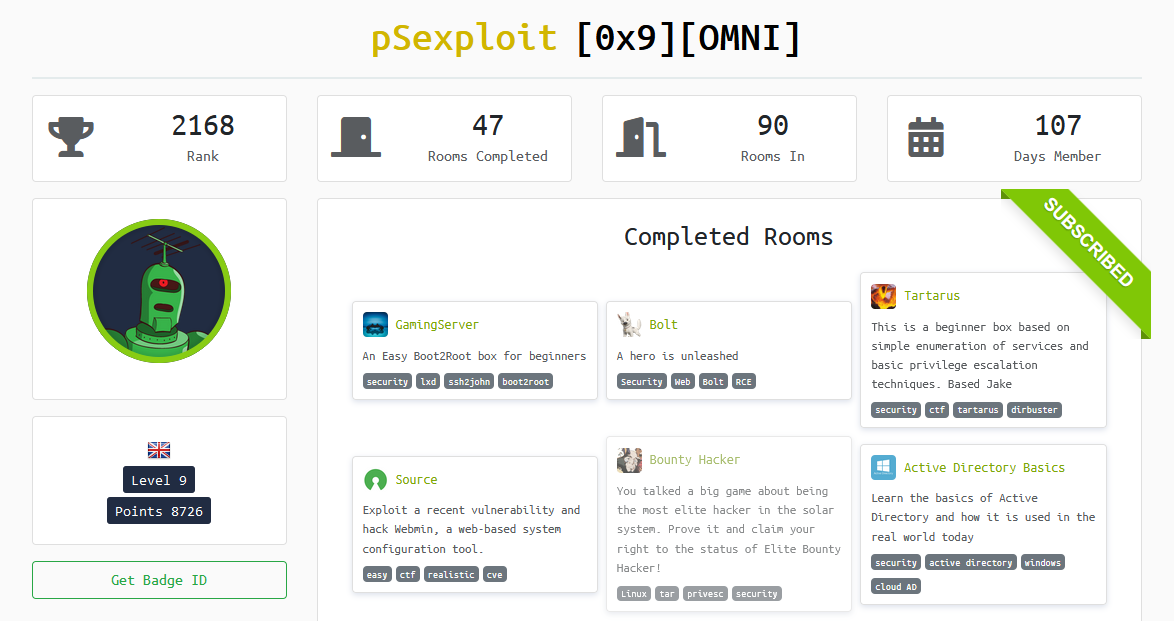 pSexploit [0x9][OMNI]
2168
Rank
47
Rooms Completed
90
Rooms In
107
Days Member
SUBSCRIBED
Level 9
Points 8726
Get Badge ID
Completed Rooms
GamingServer
An Easy Boot2Root box for beginners
security lxd ssh2john boot2root
Bolt
A hero is unleashed
Security Web Bolt RCE
Tartarus
This is a beginner box based on
simple enumeration of services and
basic privilege escalation
techniques. Based Jake
security ctf tartarus dirbuster
Source
Exploit a recent vulnerability and
hack Webmin, a web-based system
configuration tool.
easy ctf realistic cve
Bounty Hacker
You talked a big game about being
the most elite hacker in the solar
system. Prove it and claim your
right to the status of Elite Bounty
Hacker!
Linux tar privesc security
Active Directory Basics
Learn the basics of Active
Directory and how it is used in the
real world today
security active directory windows
cloud AD